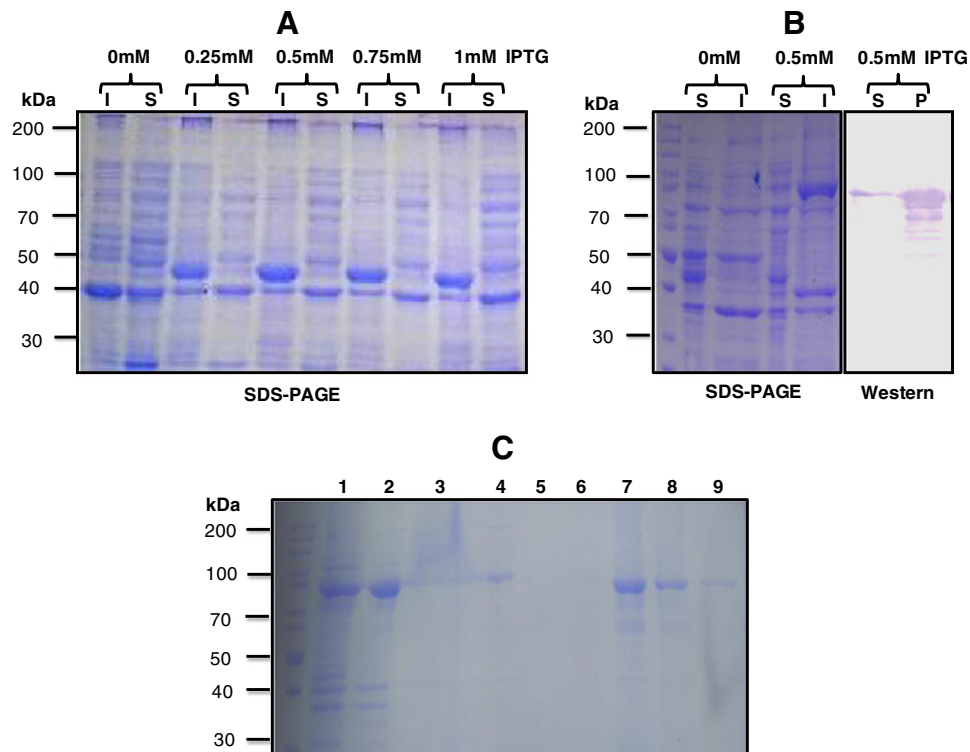 A
0mM 0.25mM 0.5mM 0.75mM 1mM IPTG
kDa I S I S I S I S I S
200
100
70
50
40
30
SDS-PAGE
B
0mM 0.5mM 0.5mM IPTG
kDa S I S I S P
200
100
70
50
40
30
SDS-PAGE Western
C
kDa 1 2 3 4 5 6 7 8 9
200
100
70
50
40
30